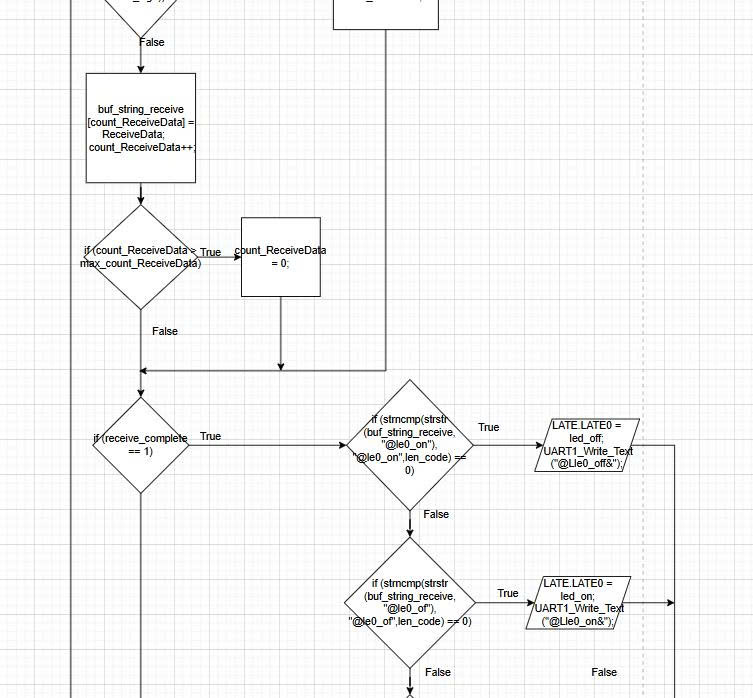 False
buf_string_receive
[count_ReceiveData] =
ReceiveData;
count_ReceiveData++;
if (count_ReceiveData >
max_count_ReceiveData)
True
count_ReceiveData
= 0;
False
if (receive_complete
== 1)
True
if (strncmp(strstr
(buf_string_receive,
"@le0_on"),
"@le0_on",len_code) ==
0)
True
LATE.LATE0 =
led_off;
UART1_Write_Text
("@Lle0_off&");
False
if (strncmp(strstr
(buf_string_receive,
"@le0_of"),
"@le0_of",len_code) == 0)
True
LATE.LATE0 =
led_on;
UART1_Write_Text
("@Lle0_on&");
False
False